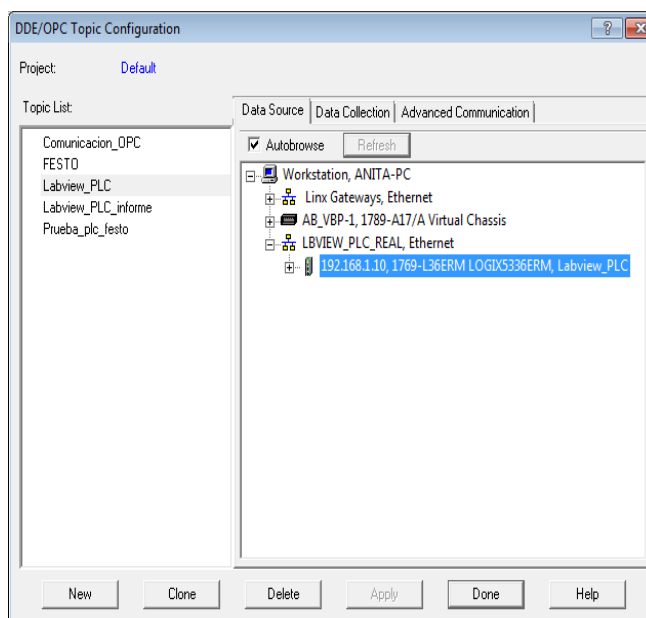 DDE/OPC Topic Configuration
Project: Default
Topic List:
Comunicacion_OPC
FESTO
Labview_PLC
Labview_PLC_informe
Prueba_plc_festo
Data Source Data Collection Advanced Communication
Autobrowse Refresh
Workstation, ANITA-PC
Linx Gateways, Ethernet
AB_VBP-1, 1789-A17/A Virtual Chassis
LBVIEW_PLC_REAL, Ethernet
192.168.1.10, 1769-L36ERM LOGIX5336ERM, Labview_PLC
New Clone Delete Apply Done Help